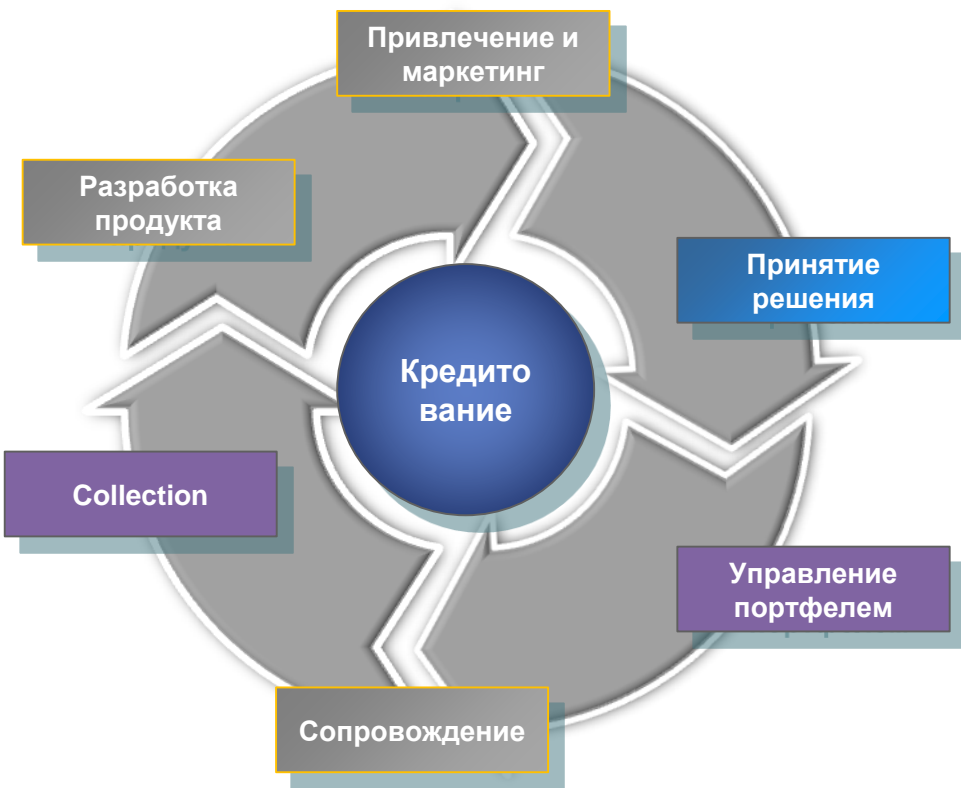 Привлечение и
маркетинг
Разработка
продукта
Принятие
решения
Кредито
вание
Collection
Управление
портфелем
Сопровождение